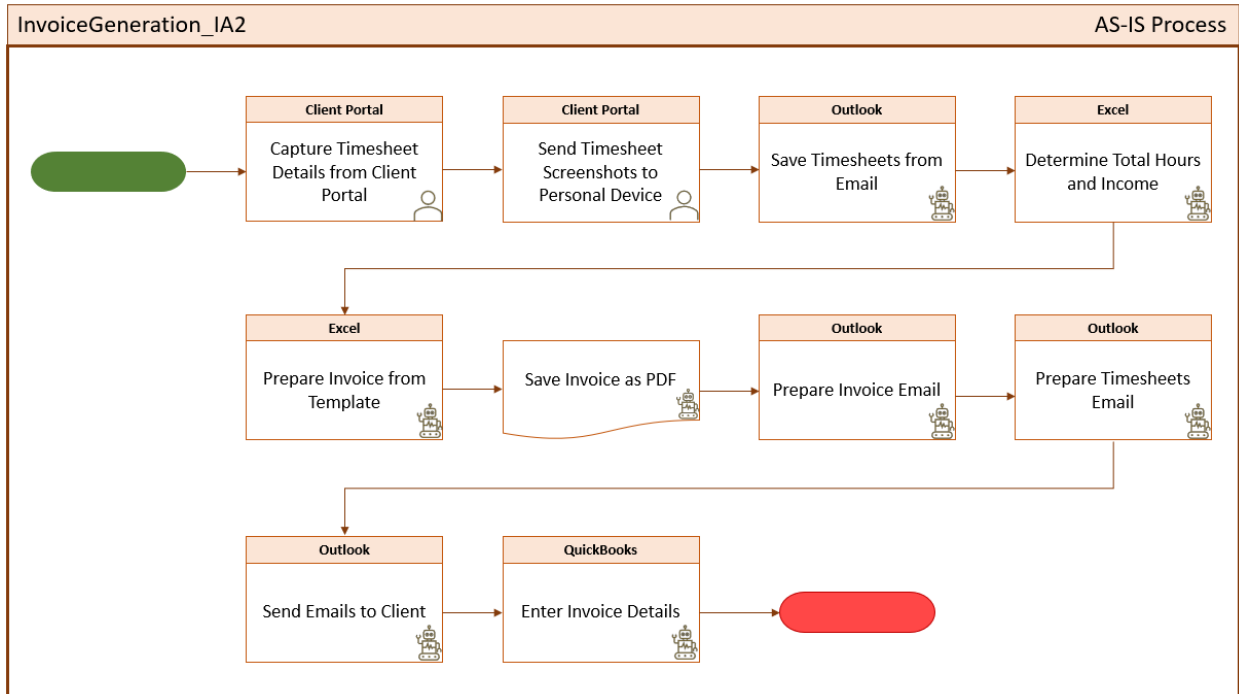 InvoiceGeneration_IA2
AS-IS Process
Client Portal
Capture Timesheet
Details from Client
Portal
Client Portal
Send Timesheet
Screenshots to
Personal Device
Outlook
Save Timesheets from
Email
Excel
Determine Total Hours
and Income
Excel
Prepare Invoice from
Template
Save Invoice as PDF
Outlook
Prepare Invoice Email
Outlook
Prepare Timesheets
Email
Outlook
Send Emails to Client
QuickBooks
Enter Invoice Details